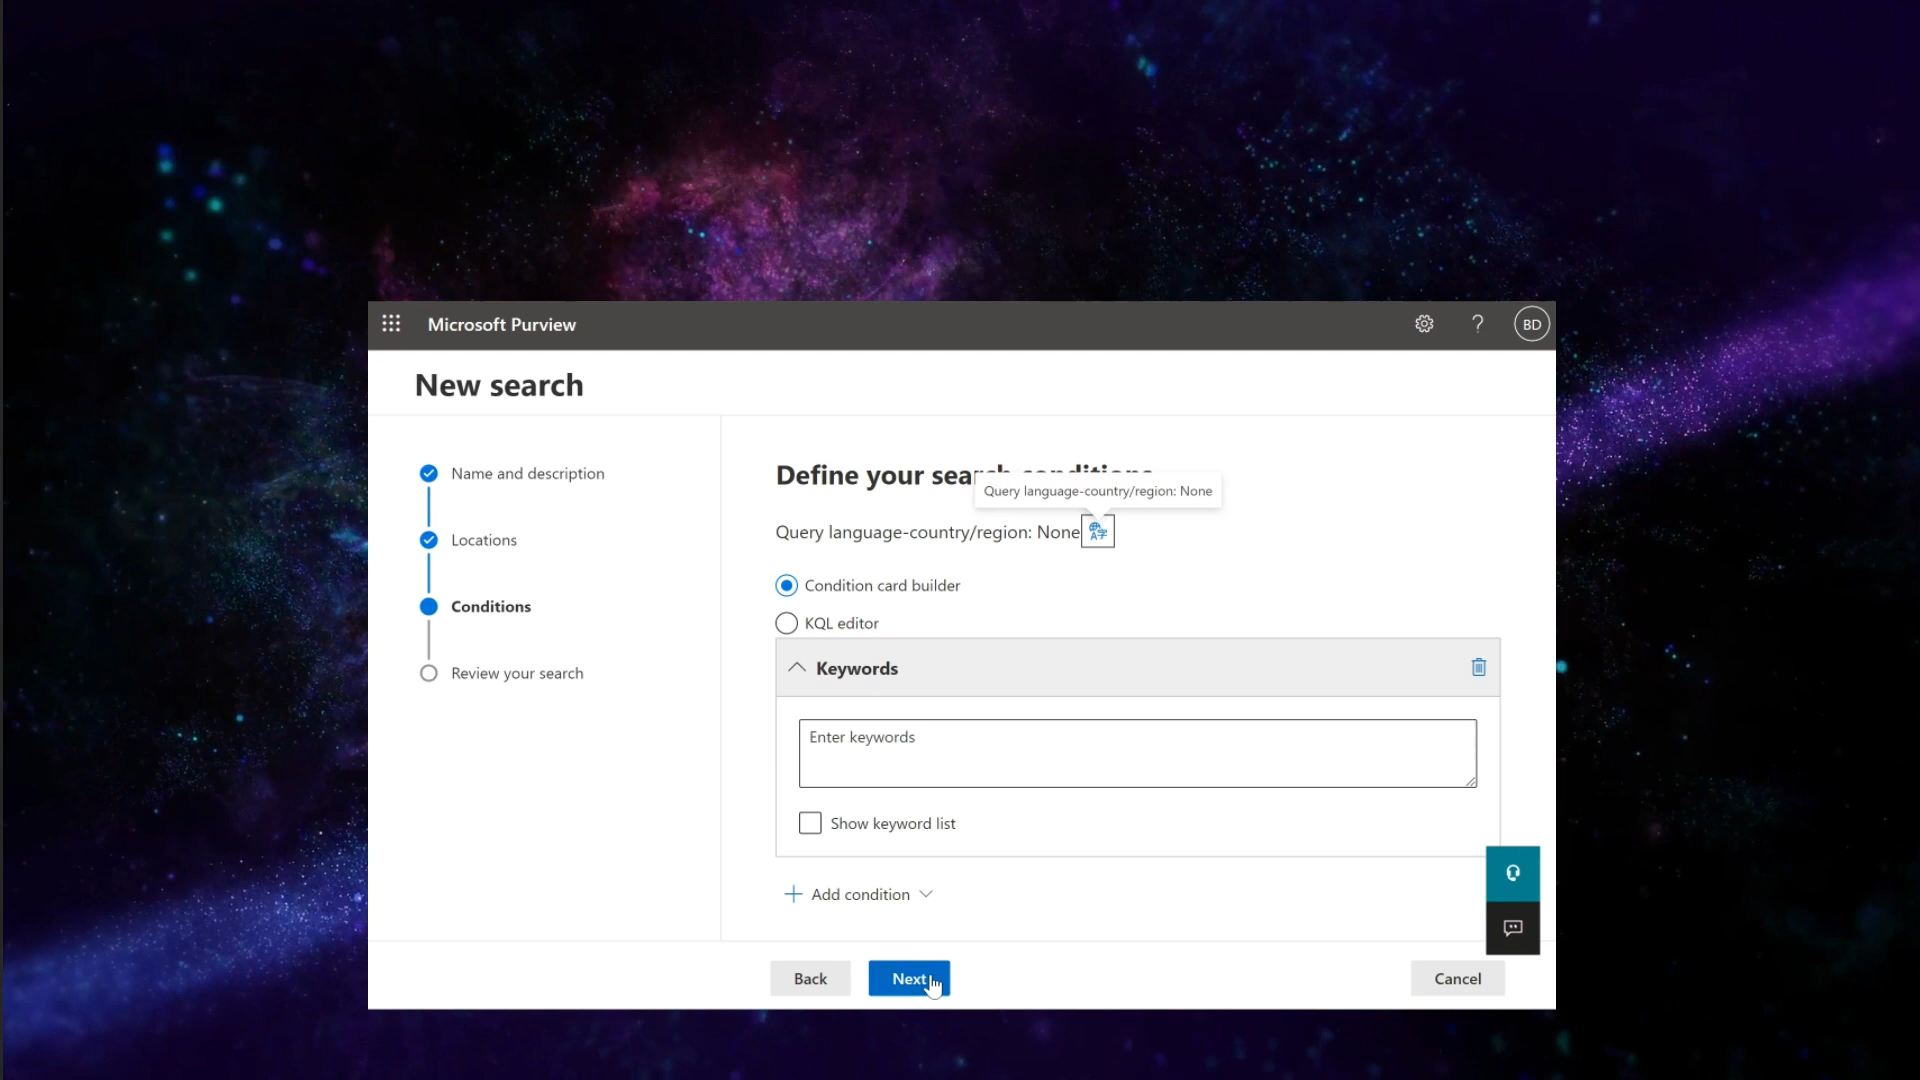 Microsoft Purview
?
BD
New search
Name and description
Locations
Conditions
Review your search
Define your search conditions
Query language-country/region: None
Query language-country/region: None
Condition card builder
KQL editor
Keywords
Enter keywords
Show keyword list
Add condition
Back
Next
Cancel